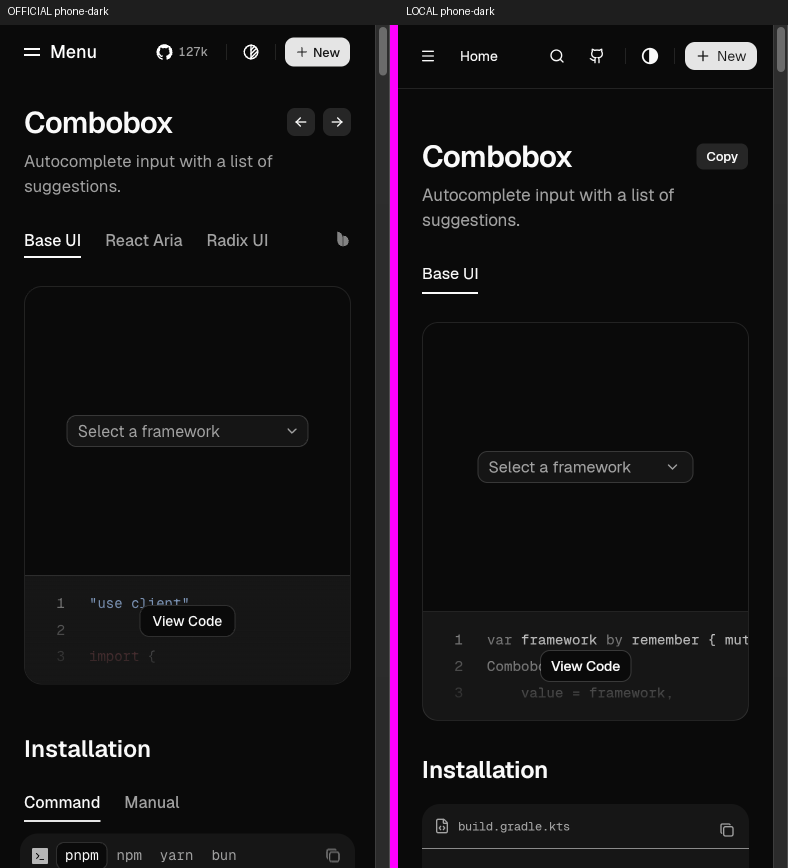 OFFICIAL phone-dark
Menu
127k
New
Combobox
Autocomplete input with a list of
suggestions.
Base UI React Aria Radix UI
Select a framework
1 "use client"
2
3 import {
View Code
Installation
Command Manual
pnpm npm yarn bun
LOCAL phone-dark
Home
New
Combobox
Copy
Autocomplete input with a list of
suggestions.
Base UI
Select a framework
1 var framework by remember { mut
2 Combobo
3 value = framework,
View Code
Installation
build.gradle.kts